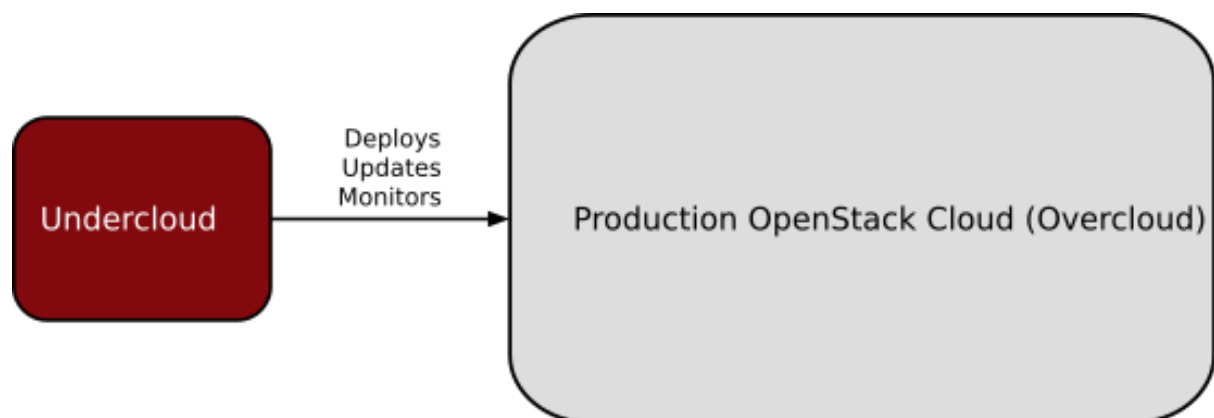 Undercloud
Deploys
Updates
Monitors
Production OpenStack Cloud (Overcloud)